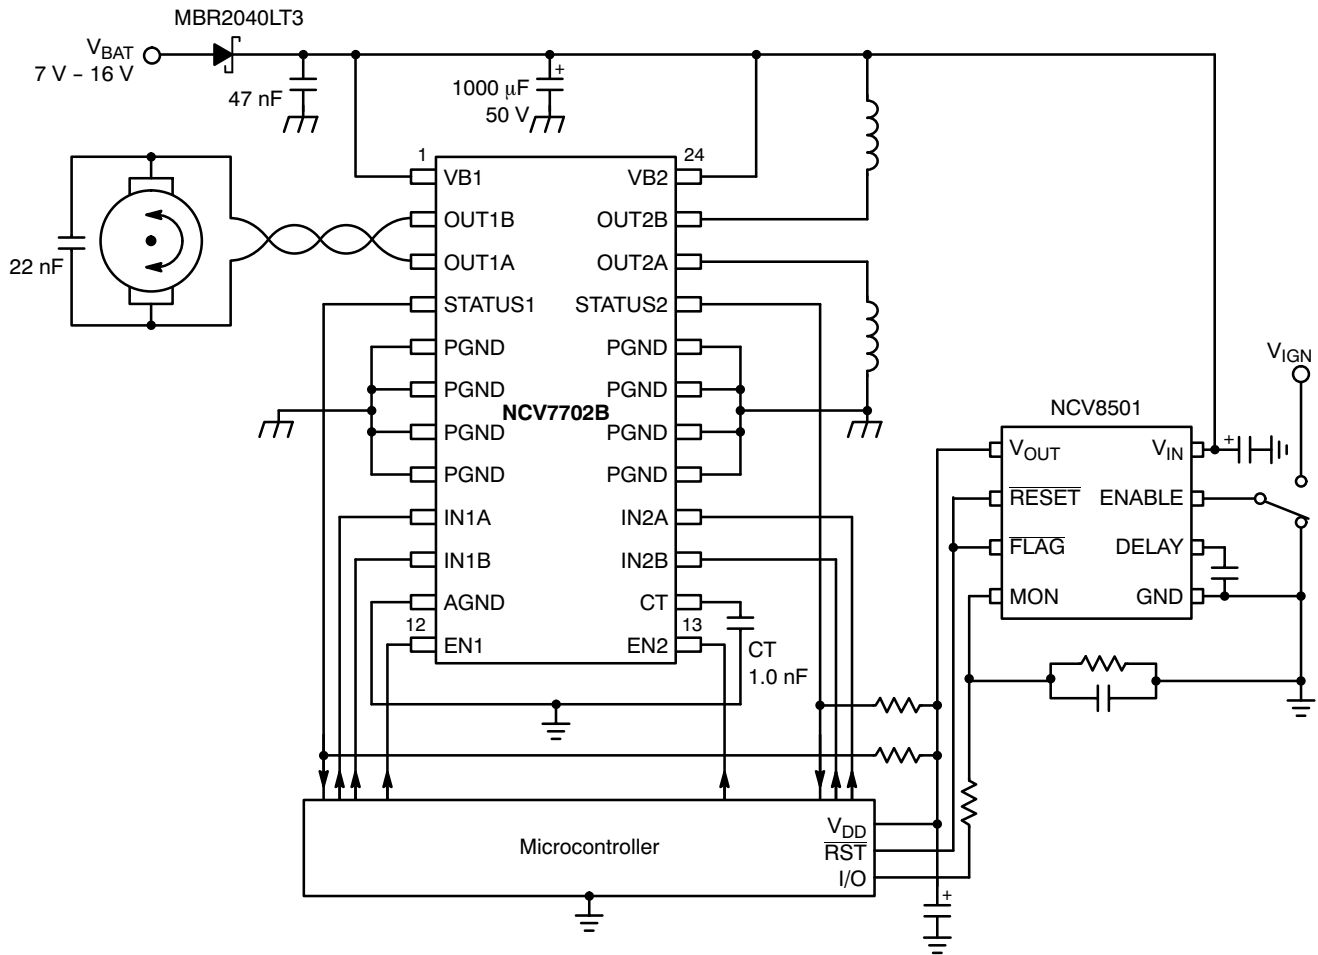 MBR2040LT3
VBAT
7 V – 16 V
47 nF
1000 μF
50 V
+
22 nF
1
24
VB1
VB2
OUT1B
OUT2B
OUT1A
OUT2A
STATUS1
STATUS2
PGND
PGND
PGND
PGND
NCV7702B
PGND
PGND
PGND
PGND
IN1A
IN2A
IN1B
IN2B
AGND
CT
12
13
EN1
EN2
CT
1.0 nF
VIGN
NCV8501
VOUT
VIN
+
RESET
ENABLE
FLAG
DELAY
MON
GND
Microcontroller
VDD
RST
I/O
+